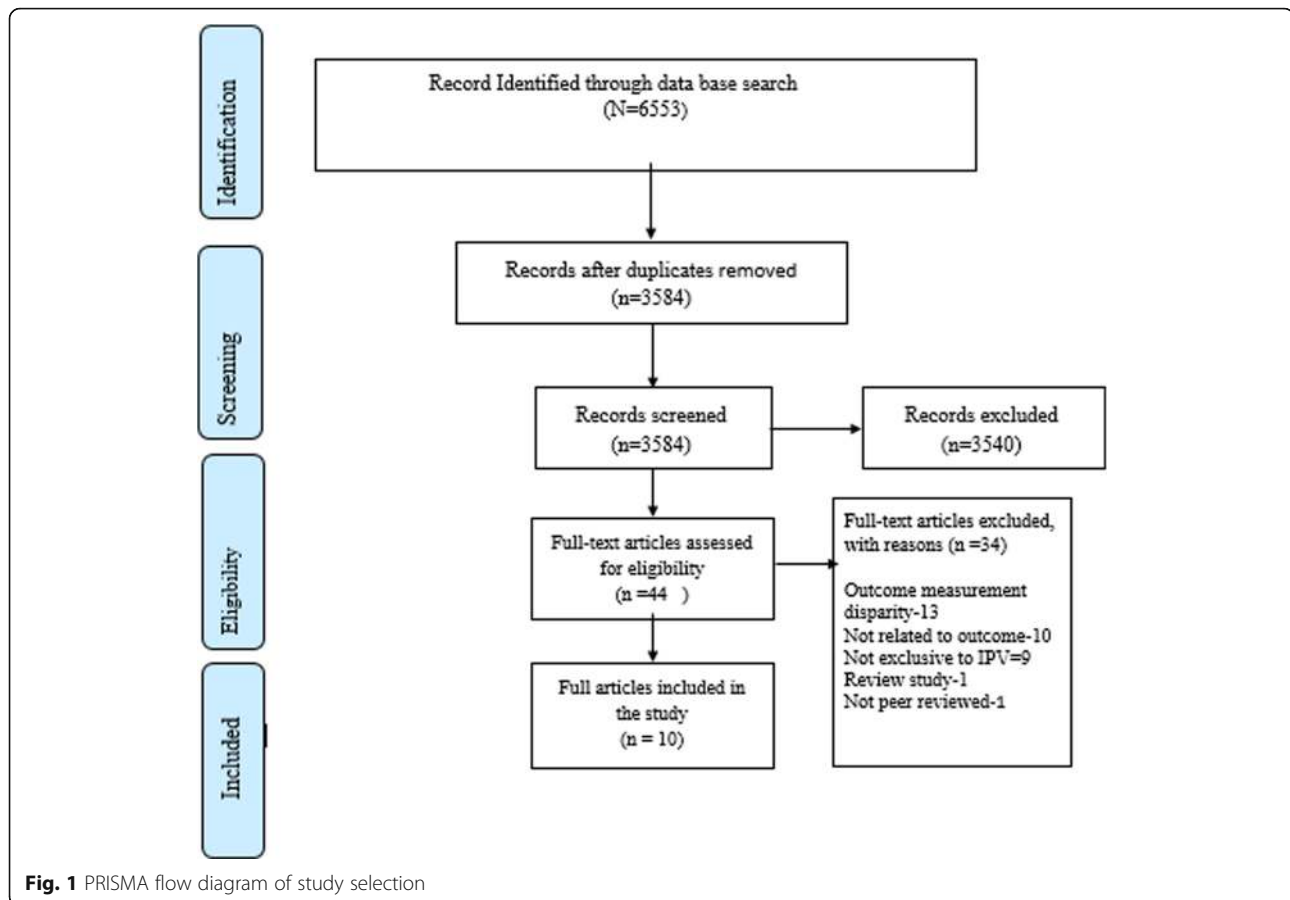 Identification
Record Identified through data base search
(N=6553)
Screening
Records after duplicates removed
(n=3584)
Records screened
(n=3584)
Records excluded
(n=3540)
Eligibility
Full-text articles assessed
for eligibility
(n =44 )
Full-text articles excluded,
with reasons (n =34)
Outcome measurement
disparity-13
Not related to outcome-10
Not exclusive to IPV=9
Review study-1
Not peer reviewed-1
Included
Full articles included in
the study
(n = 10)
Fig. 1 PRISMA flow diagram of study selection